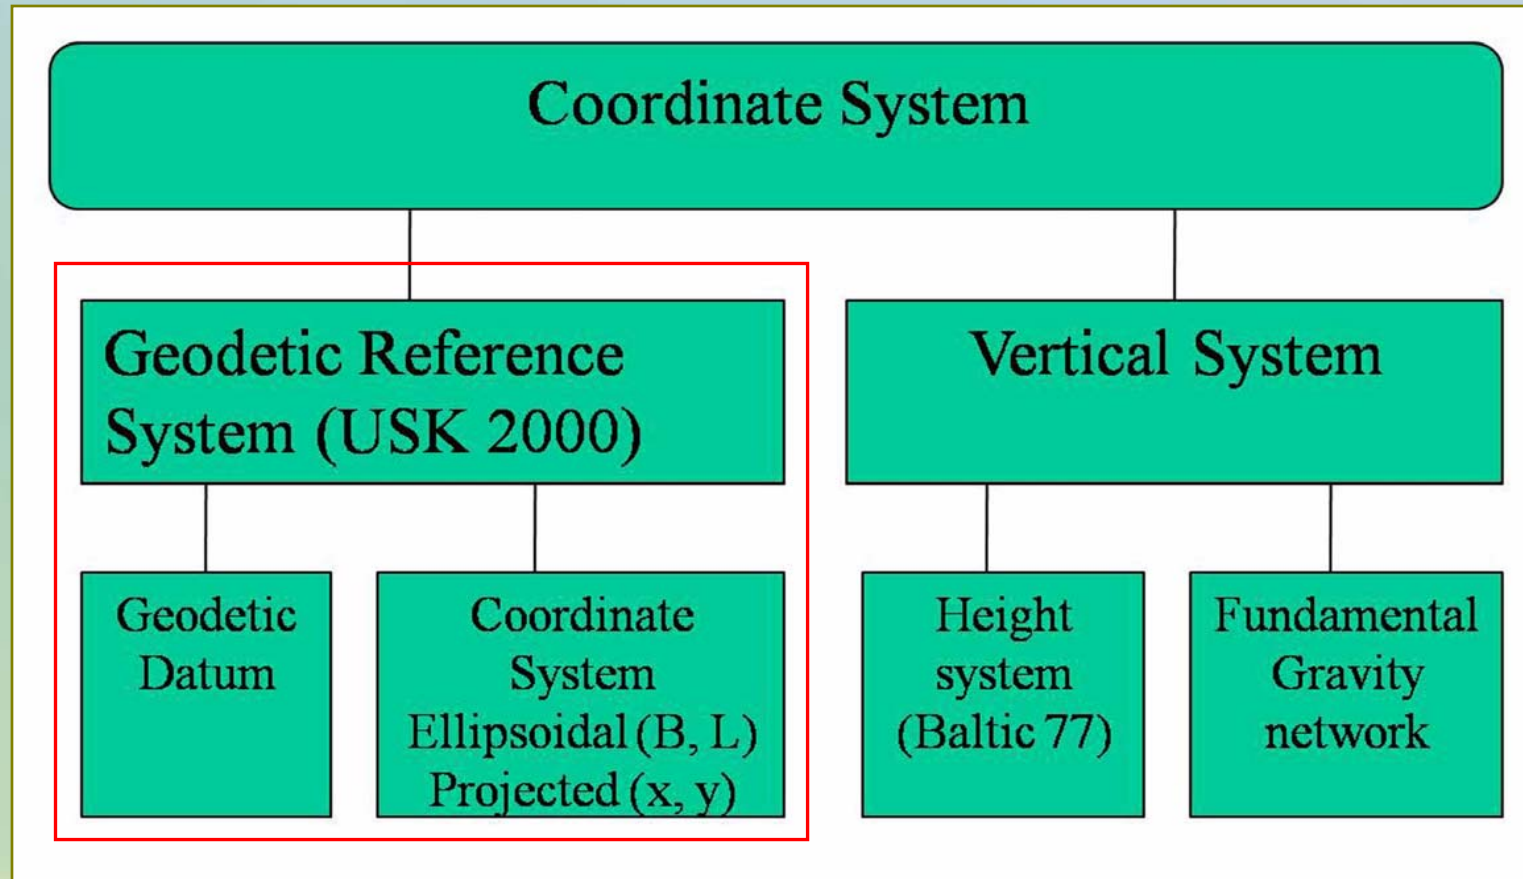 Coordinate System
Geodetic Reference
System (USK 2000)
Vertical System
Geodetic
Datum
Coordinate
System
Ellipsoidal (B, L)
Projected (x, y)
Height
system
(Baltic 77)
Fundamental
Gravity
network